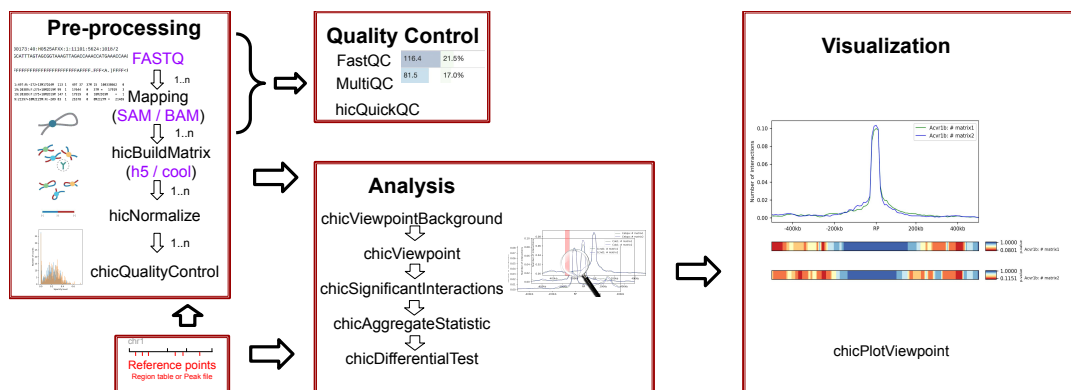 Pre-processing
FASTQ
1..n
Mapping
(SAM / BAM)
1..n
hicBuildMatrix
(h5 / cool)
1..n
hicNormalize
1..n
chicQualityControl
chr1
Reference points
Region table or Peak file
Quality Control
FastQC
116.4 21.5%
MultiQC
81.5 17.0%
hicQuickQC
Analysis
chicViewpointBackground
chicViewpoint
chicSignificantInteractions
chicAggregateStatistic
chicDifferentialTest
Visualization
Acvr1b: # matrix1
Acvr1b: # matrix2
Number of interactions
0.10
0.08
0.06
0.04
0.02
0.00
-400kb -200kb RP 200kb 400kb
1.0000
0.0801
Acvr1b: # matrix1
1.0000
0.1151
Acvr1b: # matrix2
chicPlotViewpoint